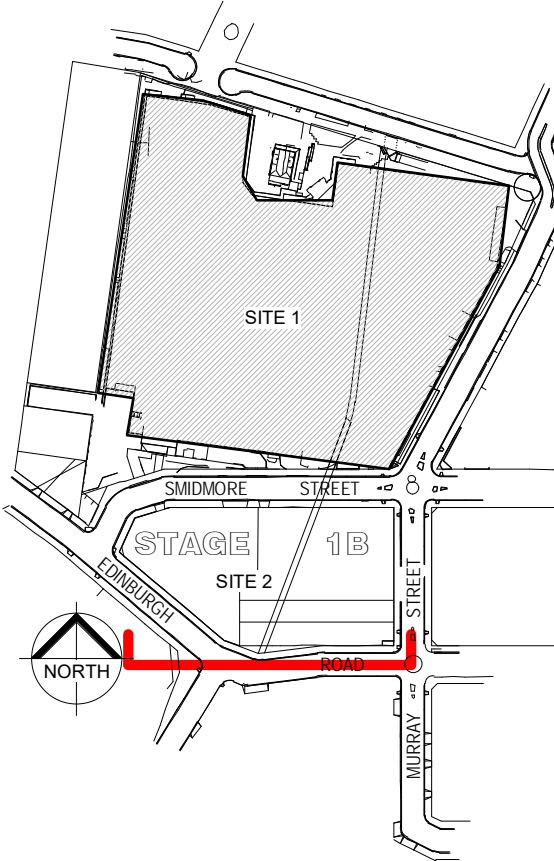 SITE 1
SMIDMORE STREET
STAGE 1B
EDINBURGH
SITE 2
STREET
ROAD
NORTH
MURRAY